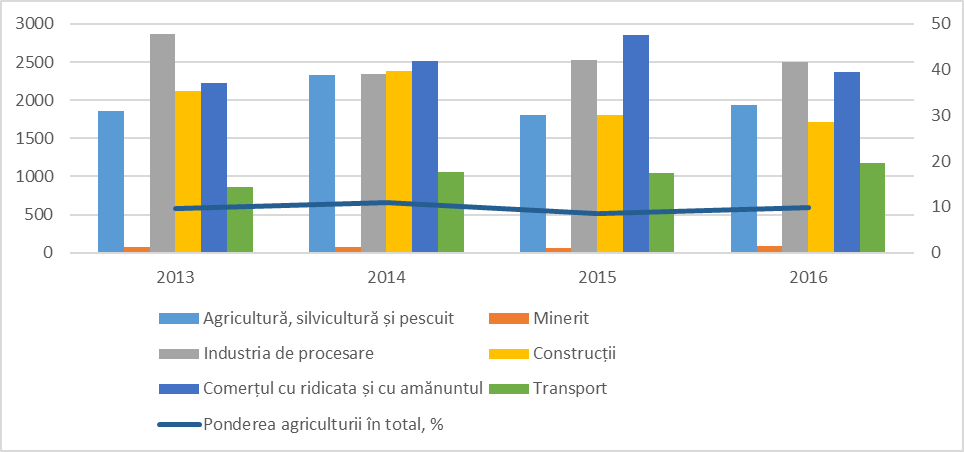 3000 50
2500 40
2000 30
1500
1000 20
500 10
0 0
2013 2014 2015 2016
Agricultură, silvicultură și pescuit Minerit
Industria de procesare Construcții
Comerțul cu ridicata și cu amănuntul Transport
Ponderea agriculturii în total, %